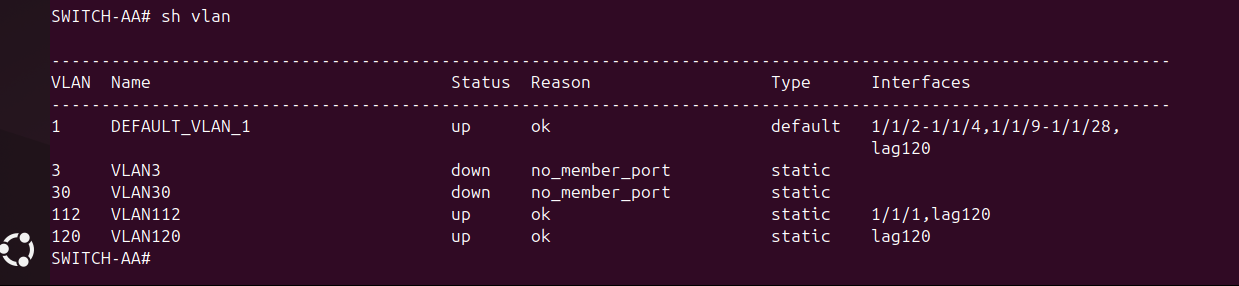 SWITCH-AA# sh vlan
----------------------------------------------------------------------------------------------------------------
VLAN  Name                              Status  Reason                  Type      Interfaces
----------------------------------------------------------------------------------------------------------------
1     DEFAULT_VLAN_1                    up      ok                      default   1/1/2-1/1/4,1/1/9-1/1/28,
                                                                                  lag120
3     VLAN3                             down    no_member_port          static
30    VLAN30                            down    no_member_port          static
112   VLAN112                           up      ok                      static    1/1/1,lag120
120   VLAN120                           up      ok                      static    lag120
SWITCH-AA#